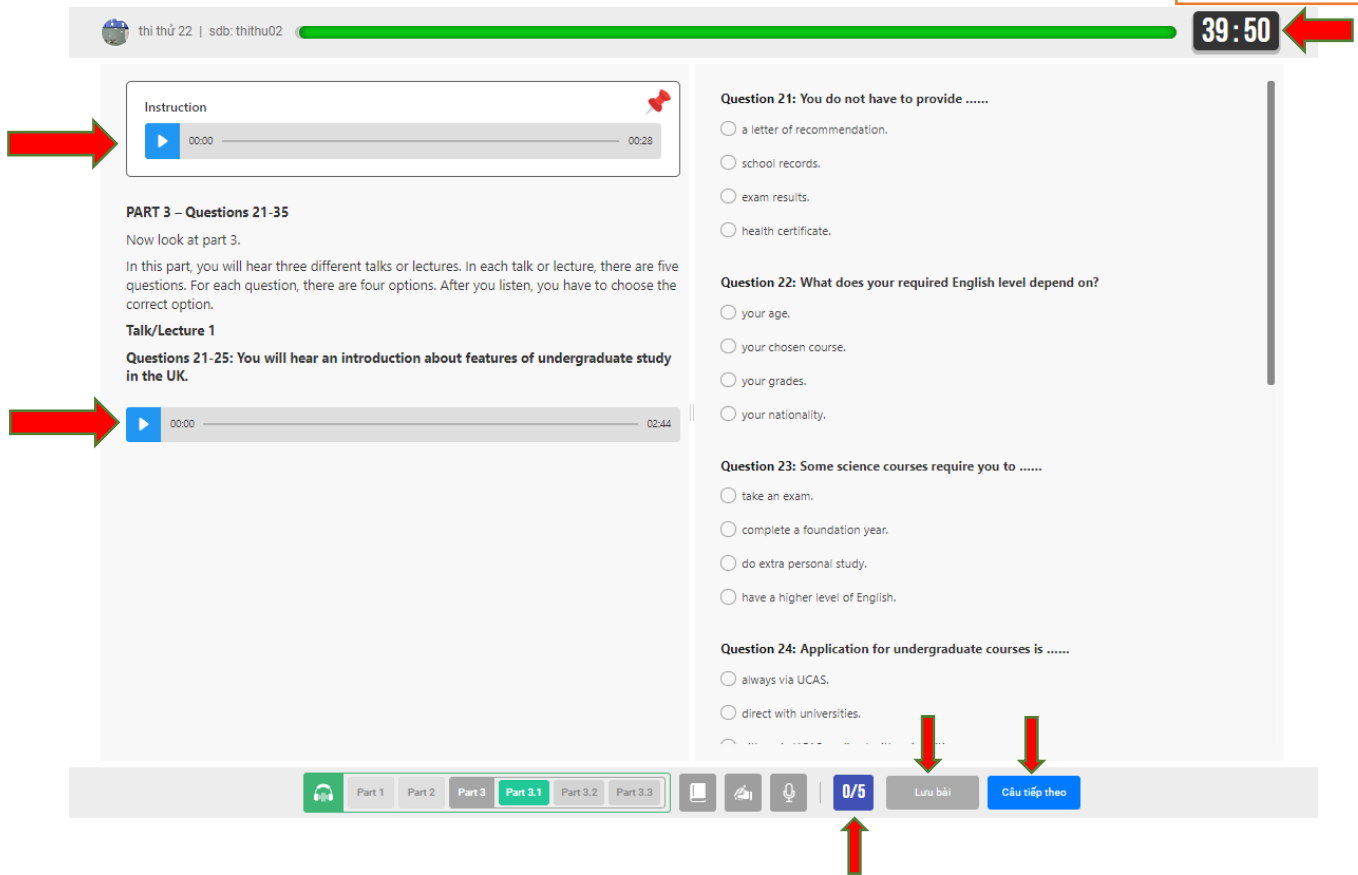 thi thử 22 | sdb: thithu02
39:50
Instruction
00:00
00:28
PART 3 – Questions 21-35
Now look at part 3.
In this part, you will hear three different talks or lectures. In each talk or lecture, there are five
questions. For each question, there are four options. After you listen, you have to choose the
correct option.
Talk/Lecture 1
Questions 21-25: You will hear an introduction about features of undergraduate study
in the UK.
00:00
02:44
Question 21: You do not have to provide ......
a letter of recommendation.
school records.
exam results.
health certificate.
Question 22: What does your required English level depend on?
your age.
your chosen course.
your grades.
your nationality.
Question 23: Some science courses require you to ......
take an exam.
complete a foundation year.
do extra personal study.
have a higher level of English.
Question 24: Application for undergraduate courses is ......
always via UCAS.
direct with universities.
Part 1
Part 2
Part 3
Part 3.1
Part 3.2
Part 3.3
0/5
Lưu bài
Câu tiếp theo